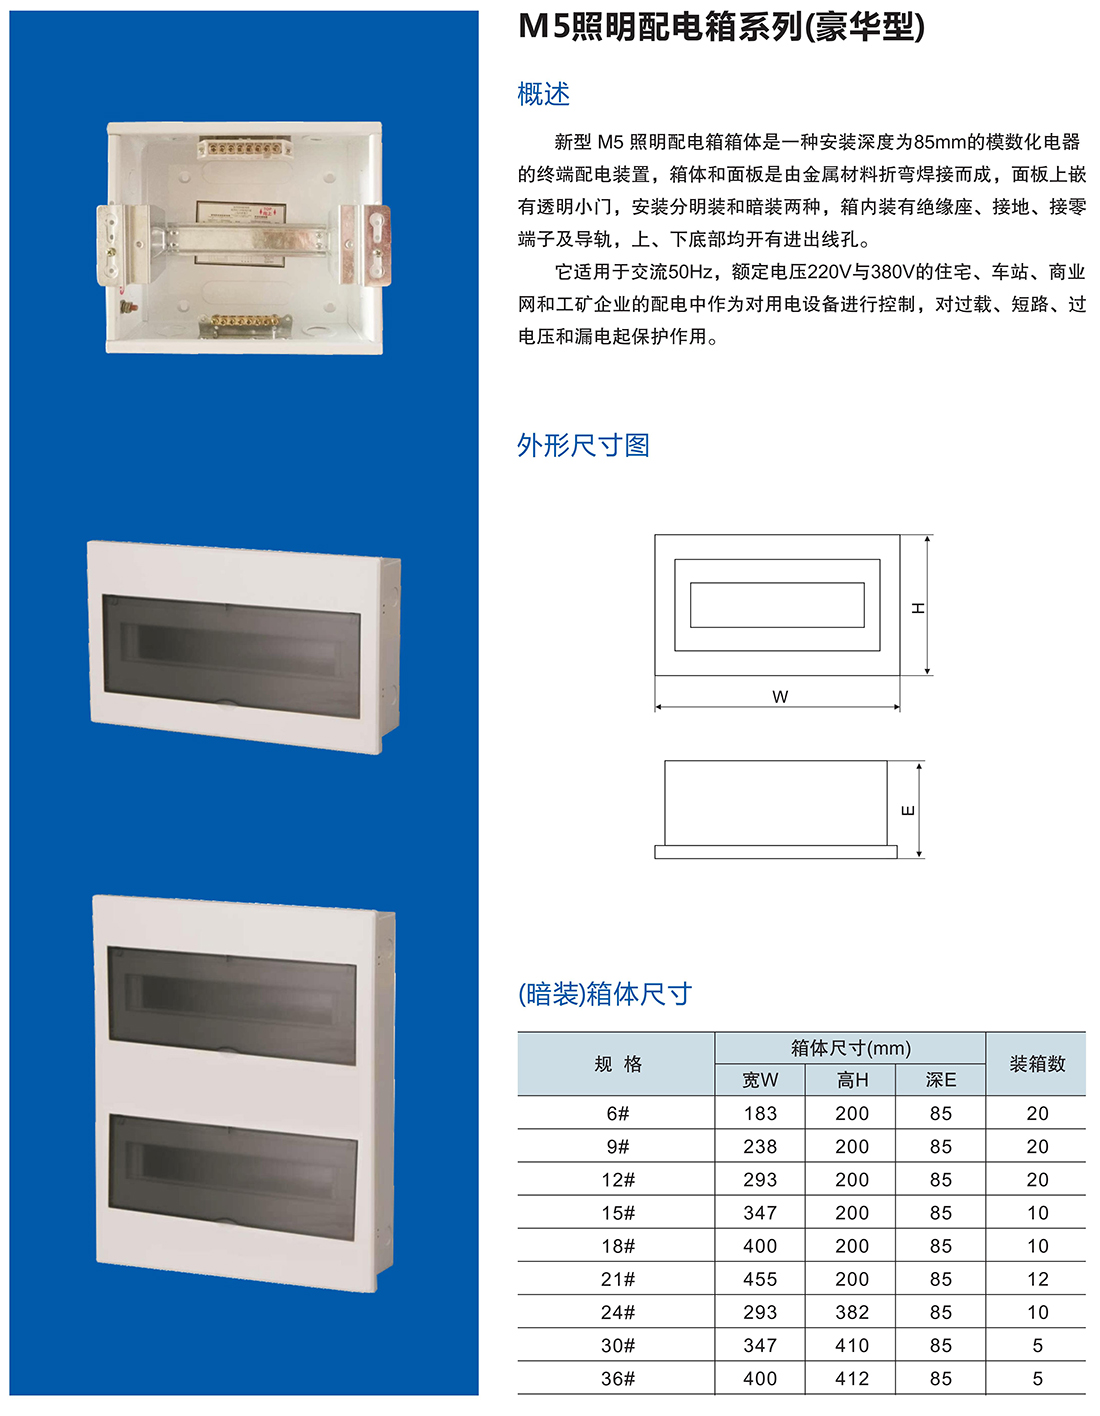 M5照明配电箱系列(豪华型)
概述
新型 M5 照明配电箱箱体是一种安装深度为85mm的模数化电器
的终端配电装置，箱体和面板是由金属材料折弯焊接而成，面板上嵌
有透明小门，安装分明装和暗装两种，箱内装有绝缘座、接地、接零
端子及导轨，上、下底部均开有进出线孔。
它适用于交流50Hz，额定电压220V与380V的住宅、车站、商业
网和工矿企业的配电中作为对用电设备进行控制，对过载、短路、过
电压和漏电起保护作用。
外形尺寸图
H
W
E
(暗装)箱体尺寸
规 格 箱体尺寸(mm) 装箱数
宽W 高H 深E
6# 183 200 85 20
9# 238 200 85 20
12# 293 200 85 20
15# 347 200 85 10
18# 400 200 85 10
21# 455 200 85 12
24# 293 382 85 10
30# 347 410 85 5
36# 400 412 85 5